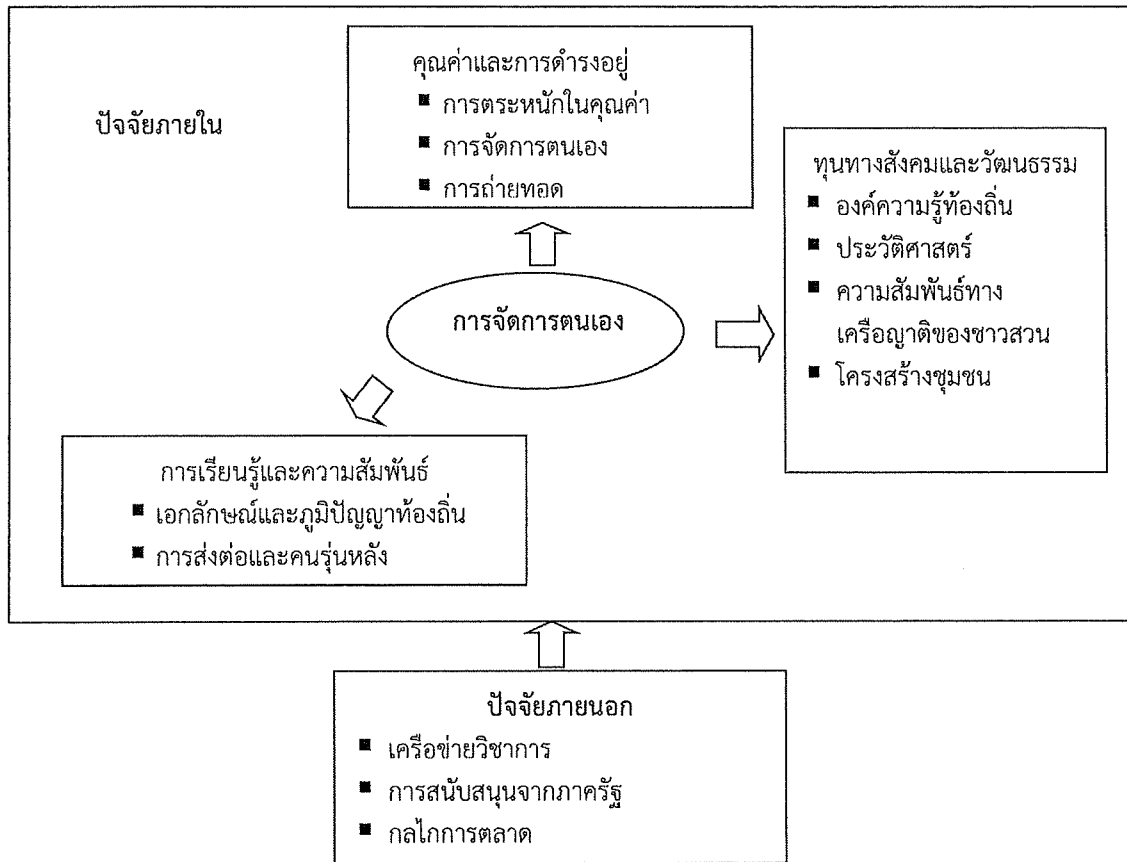 คุณค่าและการดำรงอยู่
■ การตระหนักในคุณค่า
■ การจัดการตนเอง
■ การถ่ายทอด
ปัจจัยภายใน
ทุนทางสังคมและวัฒนธรรม
■ องค์ความรู้ท้องถิ่น
■ ประวัติศาสตร์
■ ความสัมพันธ์ทาง
เครือญาติของชาวสวน
■ โครงสร้างชุมชน
การจัดการตนเอง
การเรียนรู้และความสัมพันธ์
■ เอกลักษณ์และภูมิปัญญาท้องถิ่น
■ การส่งต่อและคนรุ่นหลัง
ปัจจัยภายนอก
■ เครือข่ายวิชาการ
■ การสนับสนุนจากภาครัฐ
■ กลไกการตลาด